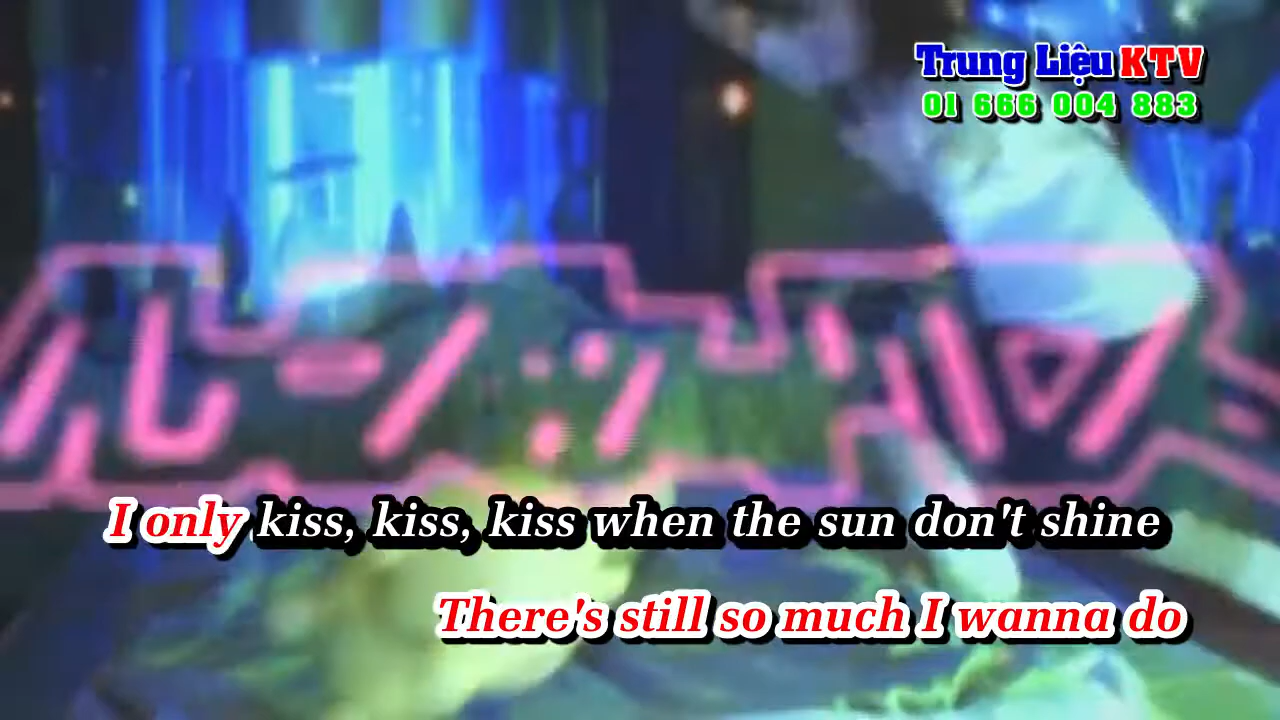 Trung Liệu KTV
01 666 004 883
I only kiss, kiss, kiss when the sun don't shine
There's still so much I wanna do